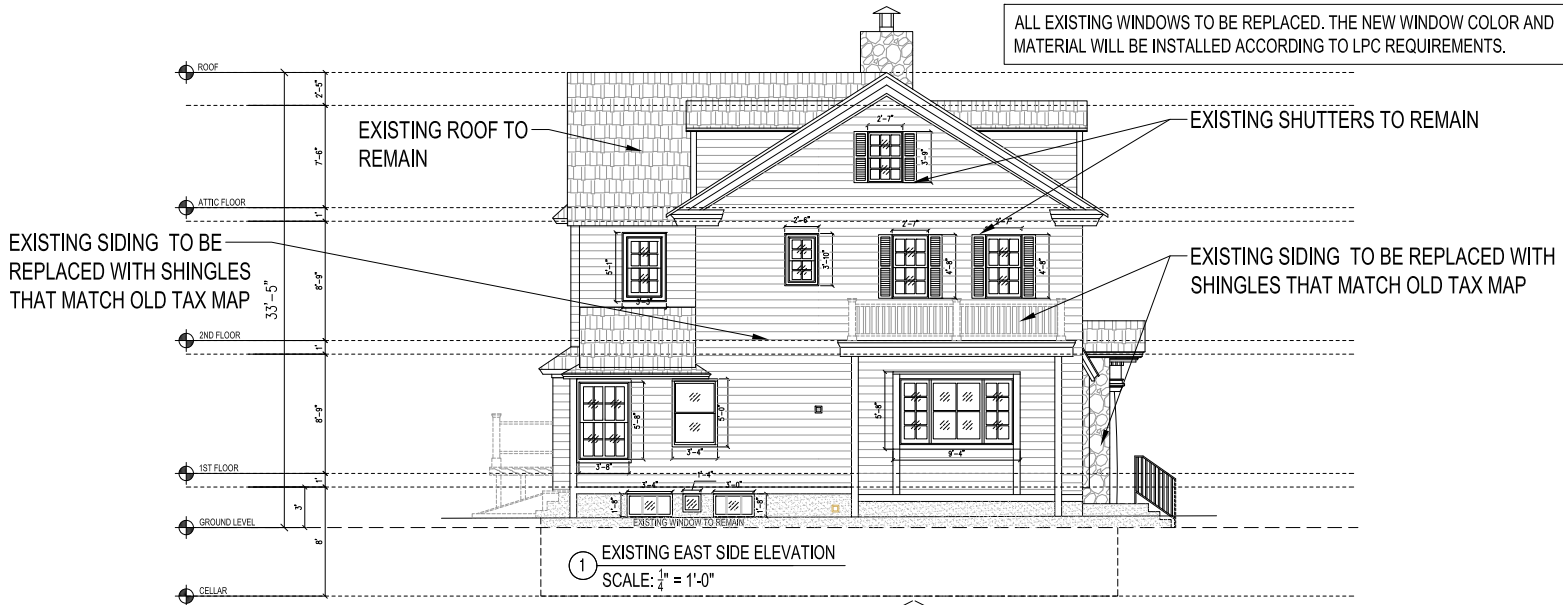 ALL EXISTING WINDOWS TO BE REPLACED. THE NEW WINDOW COLOR AND
MATERIAL WILL BE INSTALLED ACCORDING TO LPC REQUIREMENTS.
ROOF
2'-5"
EXISTING ROOF TO
REMAIN
2'-7"
3'-9"
EXISTING SHUTTERS TO REMAIN
7'-6"
ATTIC FLOOR
1'
EXISTING SIDING TO BE
REPLACED WITH SHINGLES
THAT MATCH OLD TAX MAP
33'-5"
8'-9"
5'-1"
3'-3"
2'-6"
3'-10"
2'-7"
4'-8"
2'-7"
4'-8"
EXISTING SIDING TO BE REPLACED WITH
SHINGLES THAT MATCH OLD TAX MAP
2ND FLOOR
1'
8'-9"
5'-8"
3'-8"
5'-0"
3'-4"
5'-8"
9'-4"
1ST FLOOR
1'
3'
1'-4"
3'-4"
3'-0"
1'-8"
1'-8"
GROUND LEVEL
EXISTING WINDOW TO REMAIN
8'
1
EXISTING EAST SIDE ELEVATION
SCALE: 1/4" = 1'-0"
CELLAR